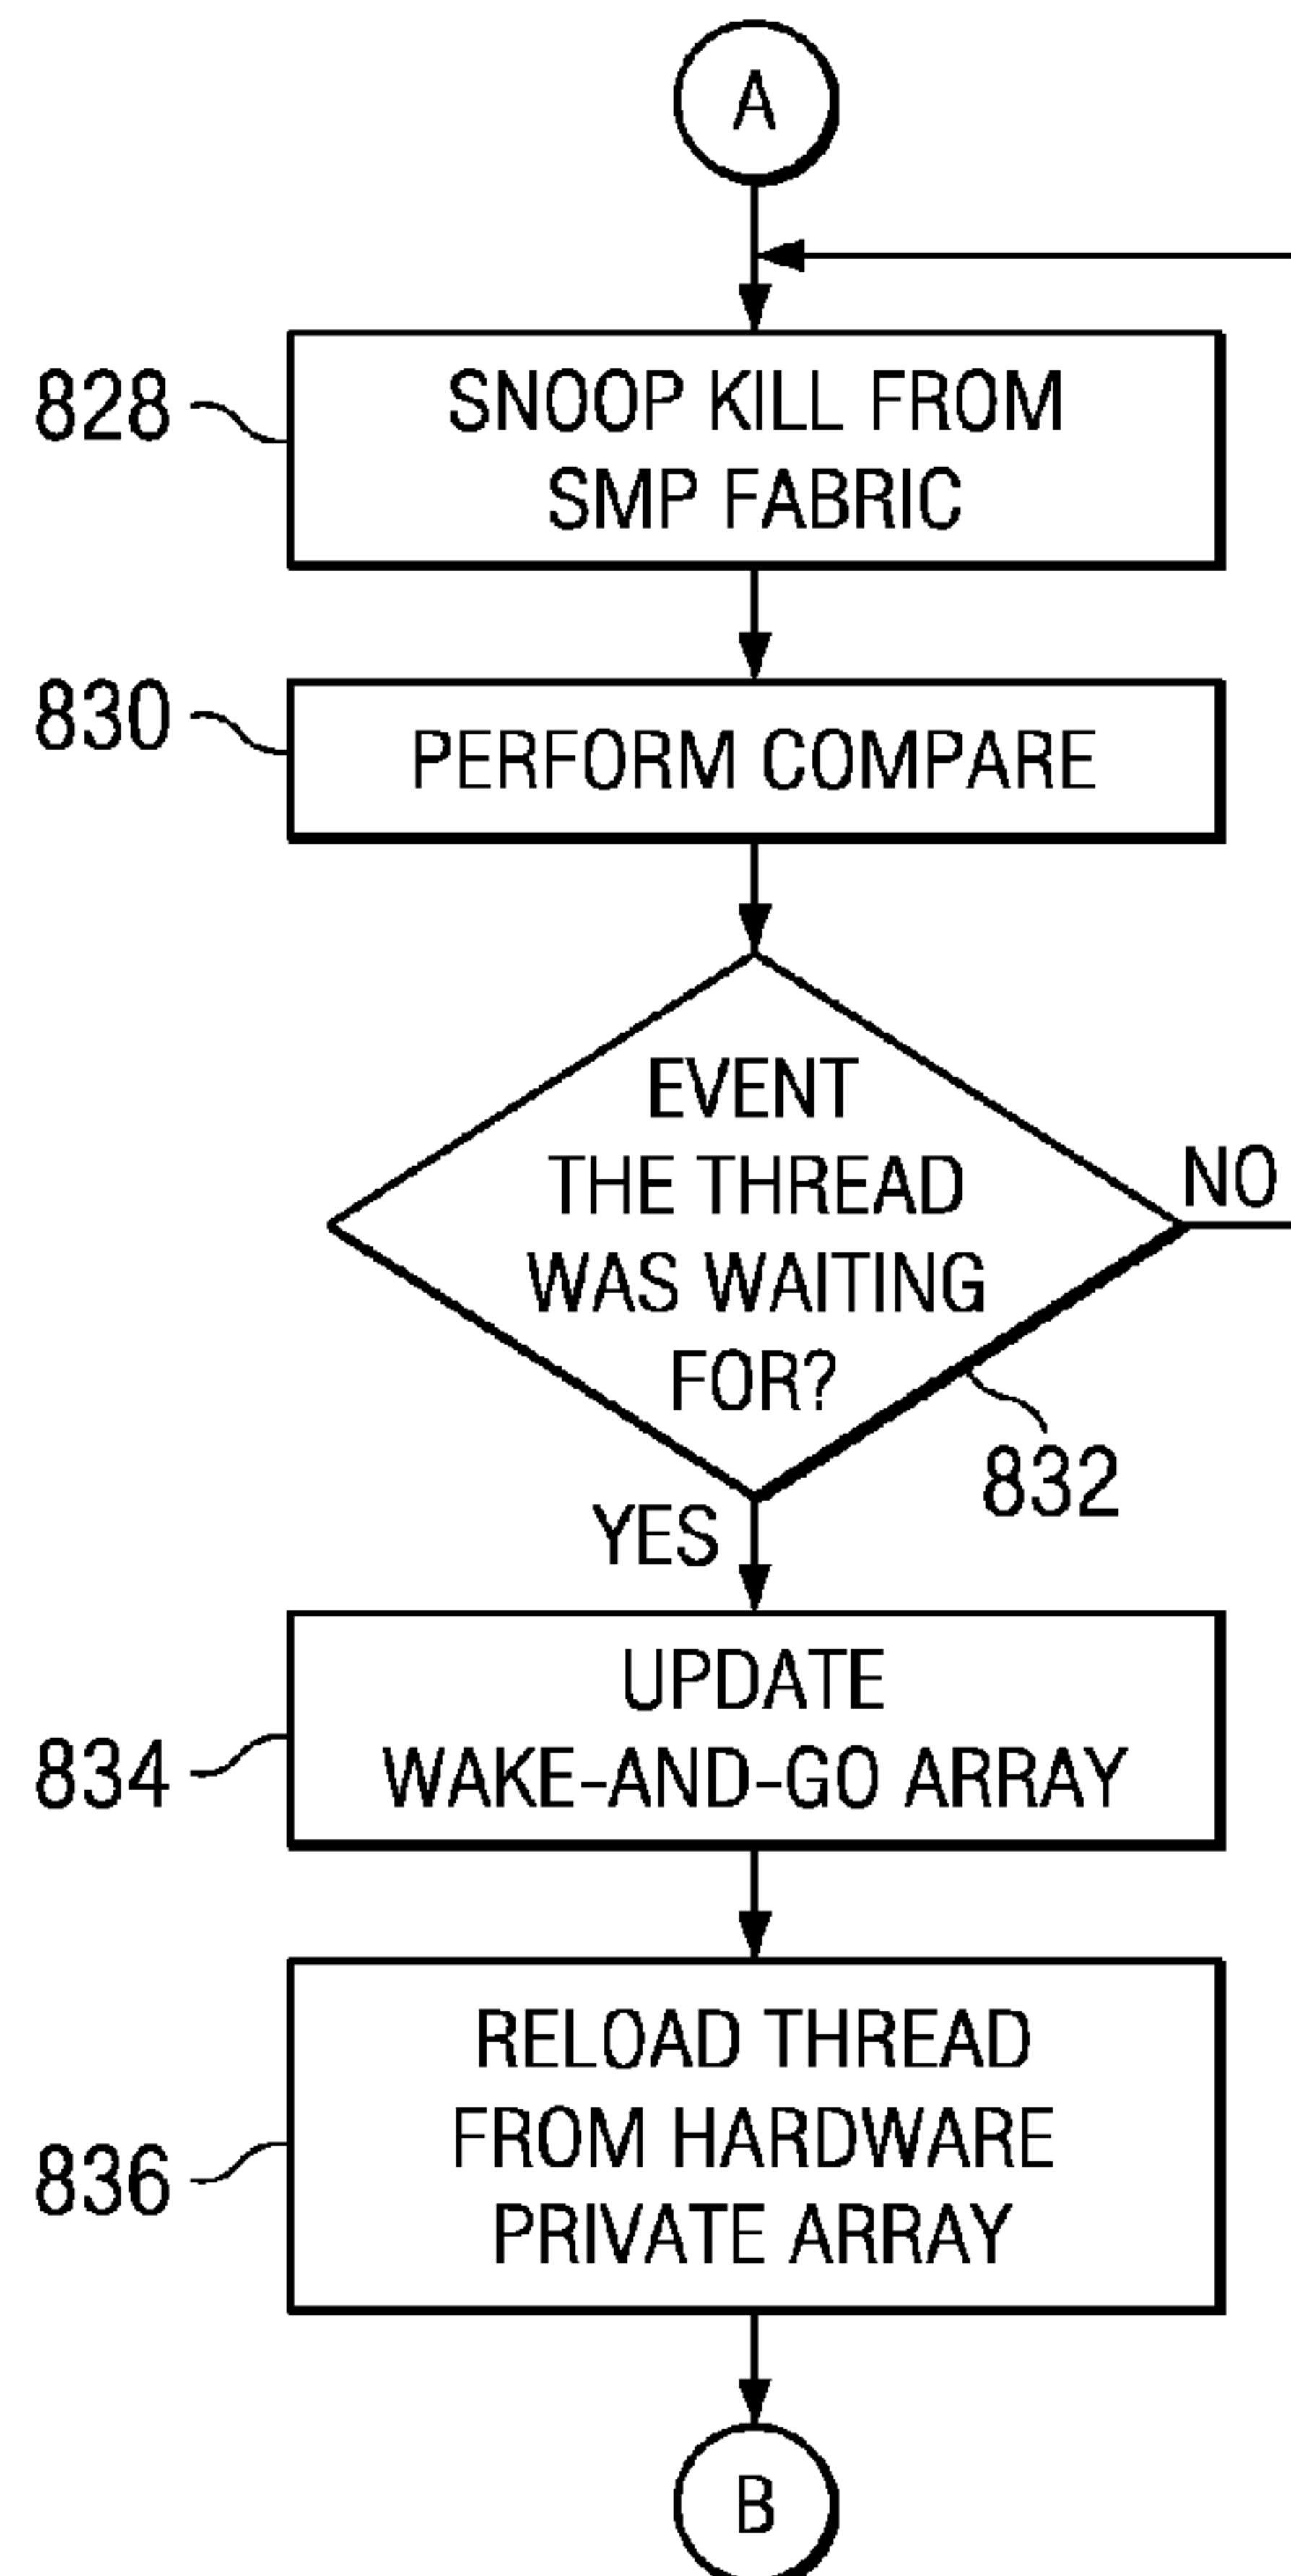 A
828
SNOOP KILL FROM
SMP FABRIC
830
PERFORM COMPARE
EVENT
THE THREAD
WAS WAITING
FOR?
NO
832
YES
834
UPDATE
WAKE-AND-GO ARRAY
836
RELOAD THREAD
FROM HARDWARE
PRIVATE ARRAY
B